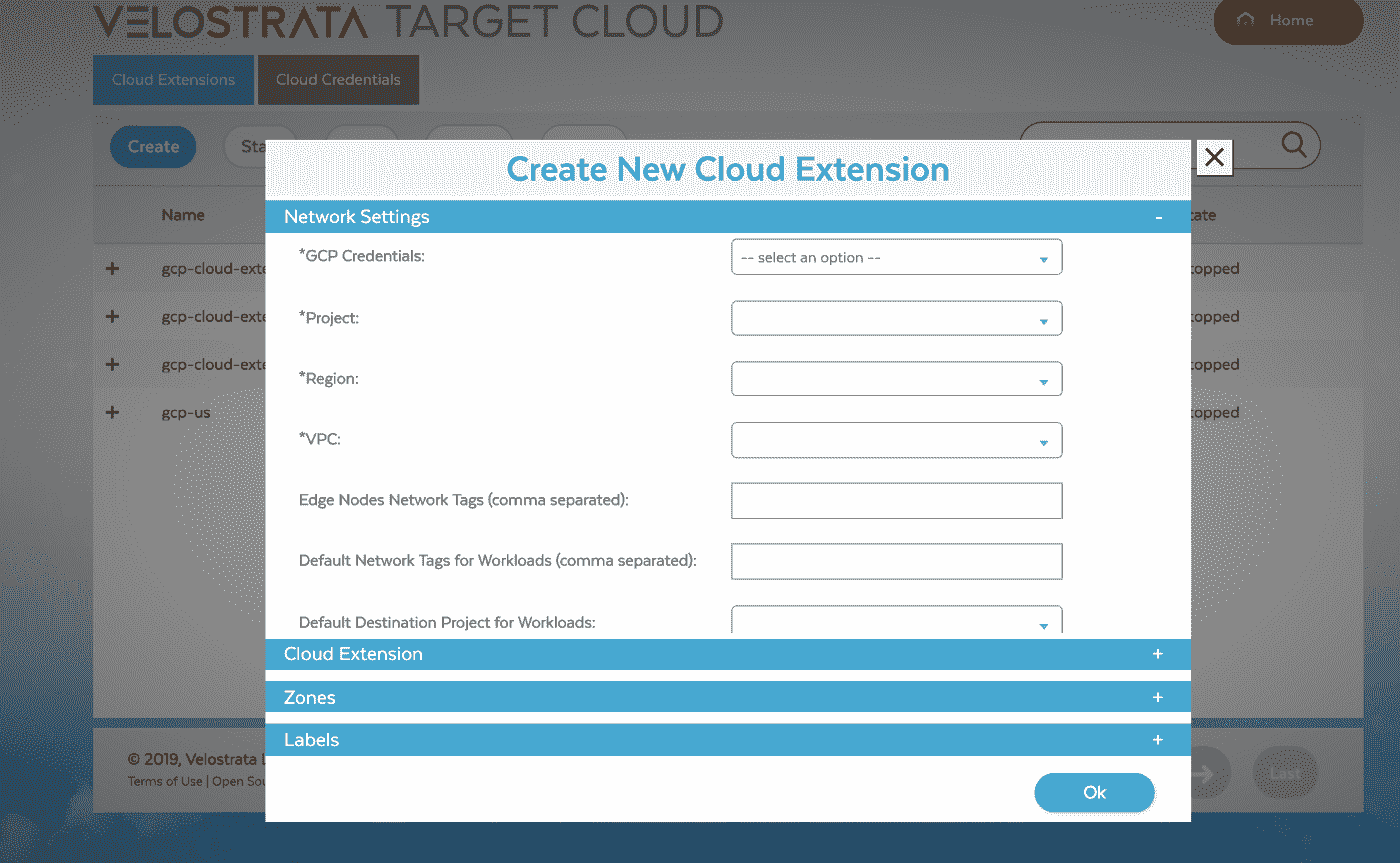 VELOSTRATA TARGET CLOUD
Home
Cloud Extensions
Cloud Credentials
Create
Sta
Create New Cloud Extension
Name
tate
Network Settings -
*GCP Credentials: -- select an option --
gcp-cloud-exte
topped
*Project:
gcp-cloud-exte
topped
*Region:
gcp-cloud-exte
topped
gcp-us
topped
*VPC:
Edge Nodes Network Tags (comma separated):
Default Network Tags for Workloads (comma separated):
Default Destination Project for Workloads:
Cloud Extension +
Zones +
Labels +
© 2019, Velostrata L
Terms of Use | Open Sou
Last
Ok